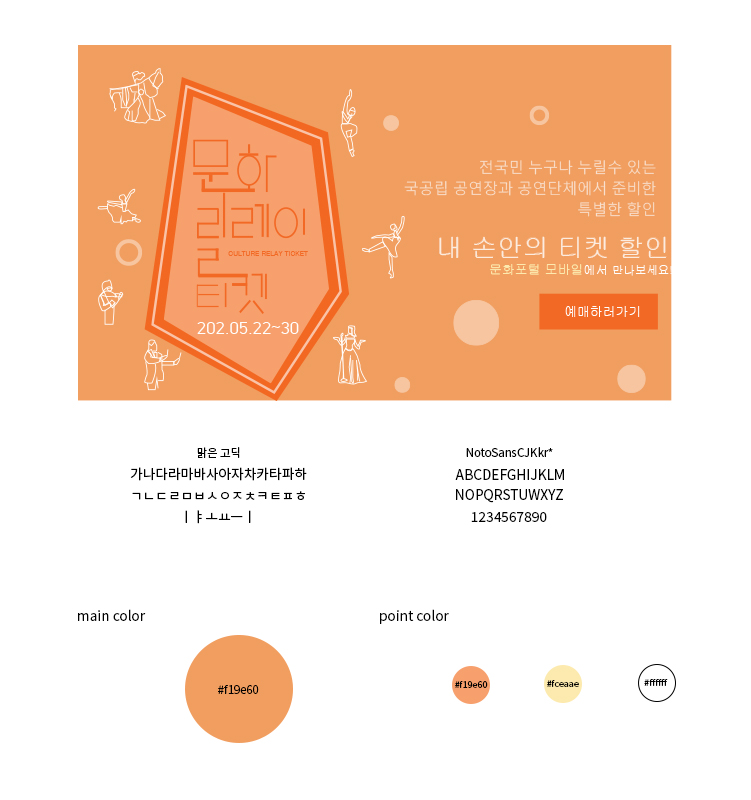 문화
릴레이
티켓
CULTURE RELAY TICKET
202.05.22~30
전국민 누구나 누릴수 있는
국공립 공연장과 공연단체에서 준비한
특별한 할인
내 손안의 티켓 할인
문화포털 모바일에서 만나보세요!
예매하러가기
맑은 고딕
가나다라마바사아자차카타파하
ㄱㄴㄷㄹㅁㅂㅅㅇㅈㅊㅋㅌㅍㅎ
ㅣㅑㅗㅛㅡㅣ
NotoSansCJKkr*
ABCDEFGHIJKLM
NOPQRSTUWXYZ
1234567890
main color
#f19e60
point color
#f19e60
#fceaae
#ffffff